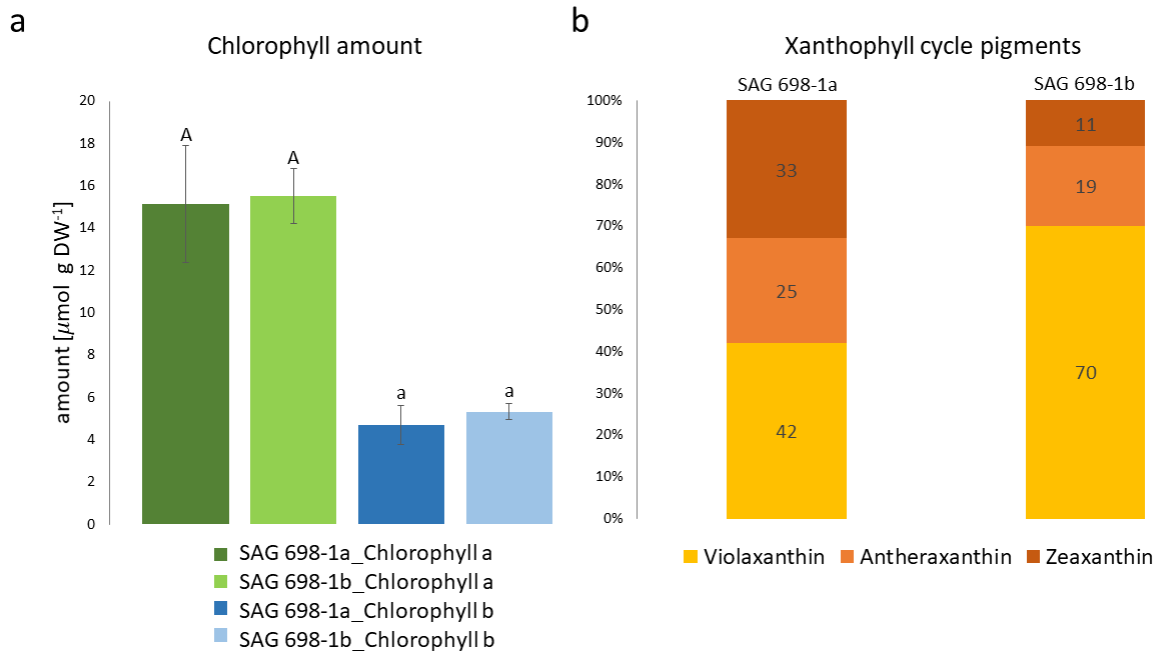 a
Chlorophyll amount
amount [µmol g DW⁻¹]
20
18
16
14
12
10
8
6
4
2
0
A
A
a
a
SAG 698-1a_Chlorophyll a
SAG 698-1b_Chlorophyll a
SAG 698-1a_Chlorophyll b
SAG 698-1b_Chlorophyll b
b
Xanthophyll cycle pigments
SAG 698-1a
SAG 698-1b
100%
90%
80%
70%
60%
50%
40%
30%
20%
10%
0%
33
25
42
11
19
70
Violaxanthin
Antheraxanthin
Zeaxanthin